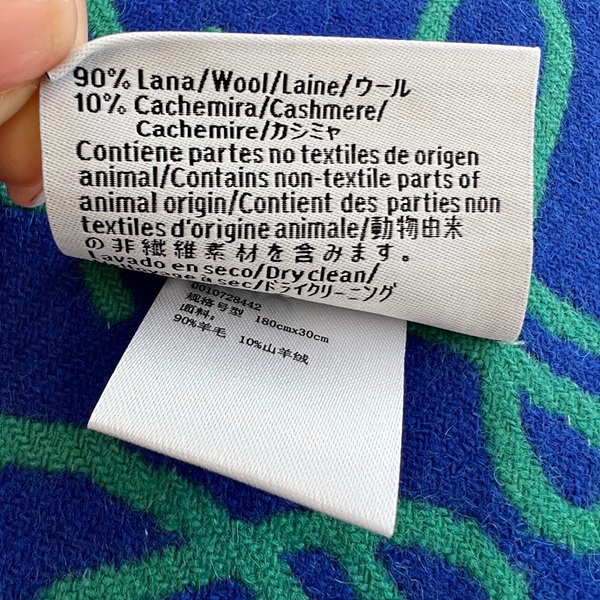 90% Lana/Wool/Laine/ウール
10% Cachemira/Cashmere/
Cachemire/カシミヤ
Contiene partes no textiles de origen
animal/Contains non-textile parts of
animal origin/Contient des parties non
textiles d'origine animale/動物由来
の非繊維素材を含みます。
Lavado en seco/Dry clean/
à sec/ドライクリーニング
0010728442
规格号型 180cmx30cm
面料:
90%羊毛 10%山羊绒